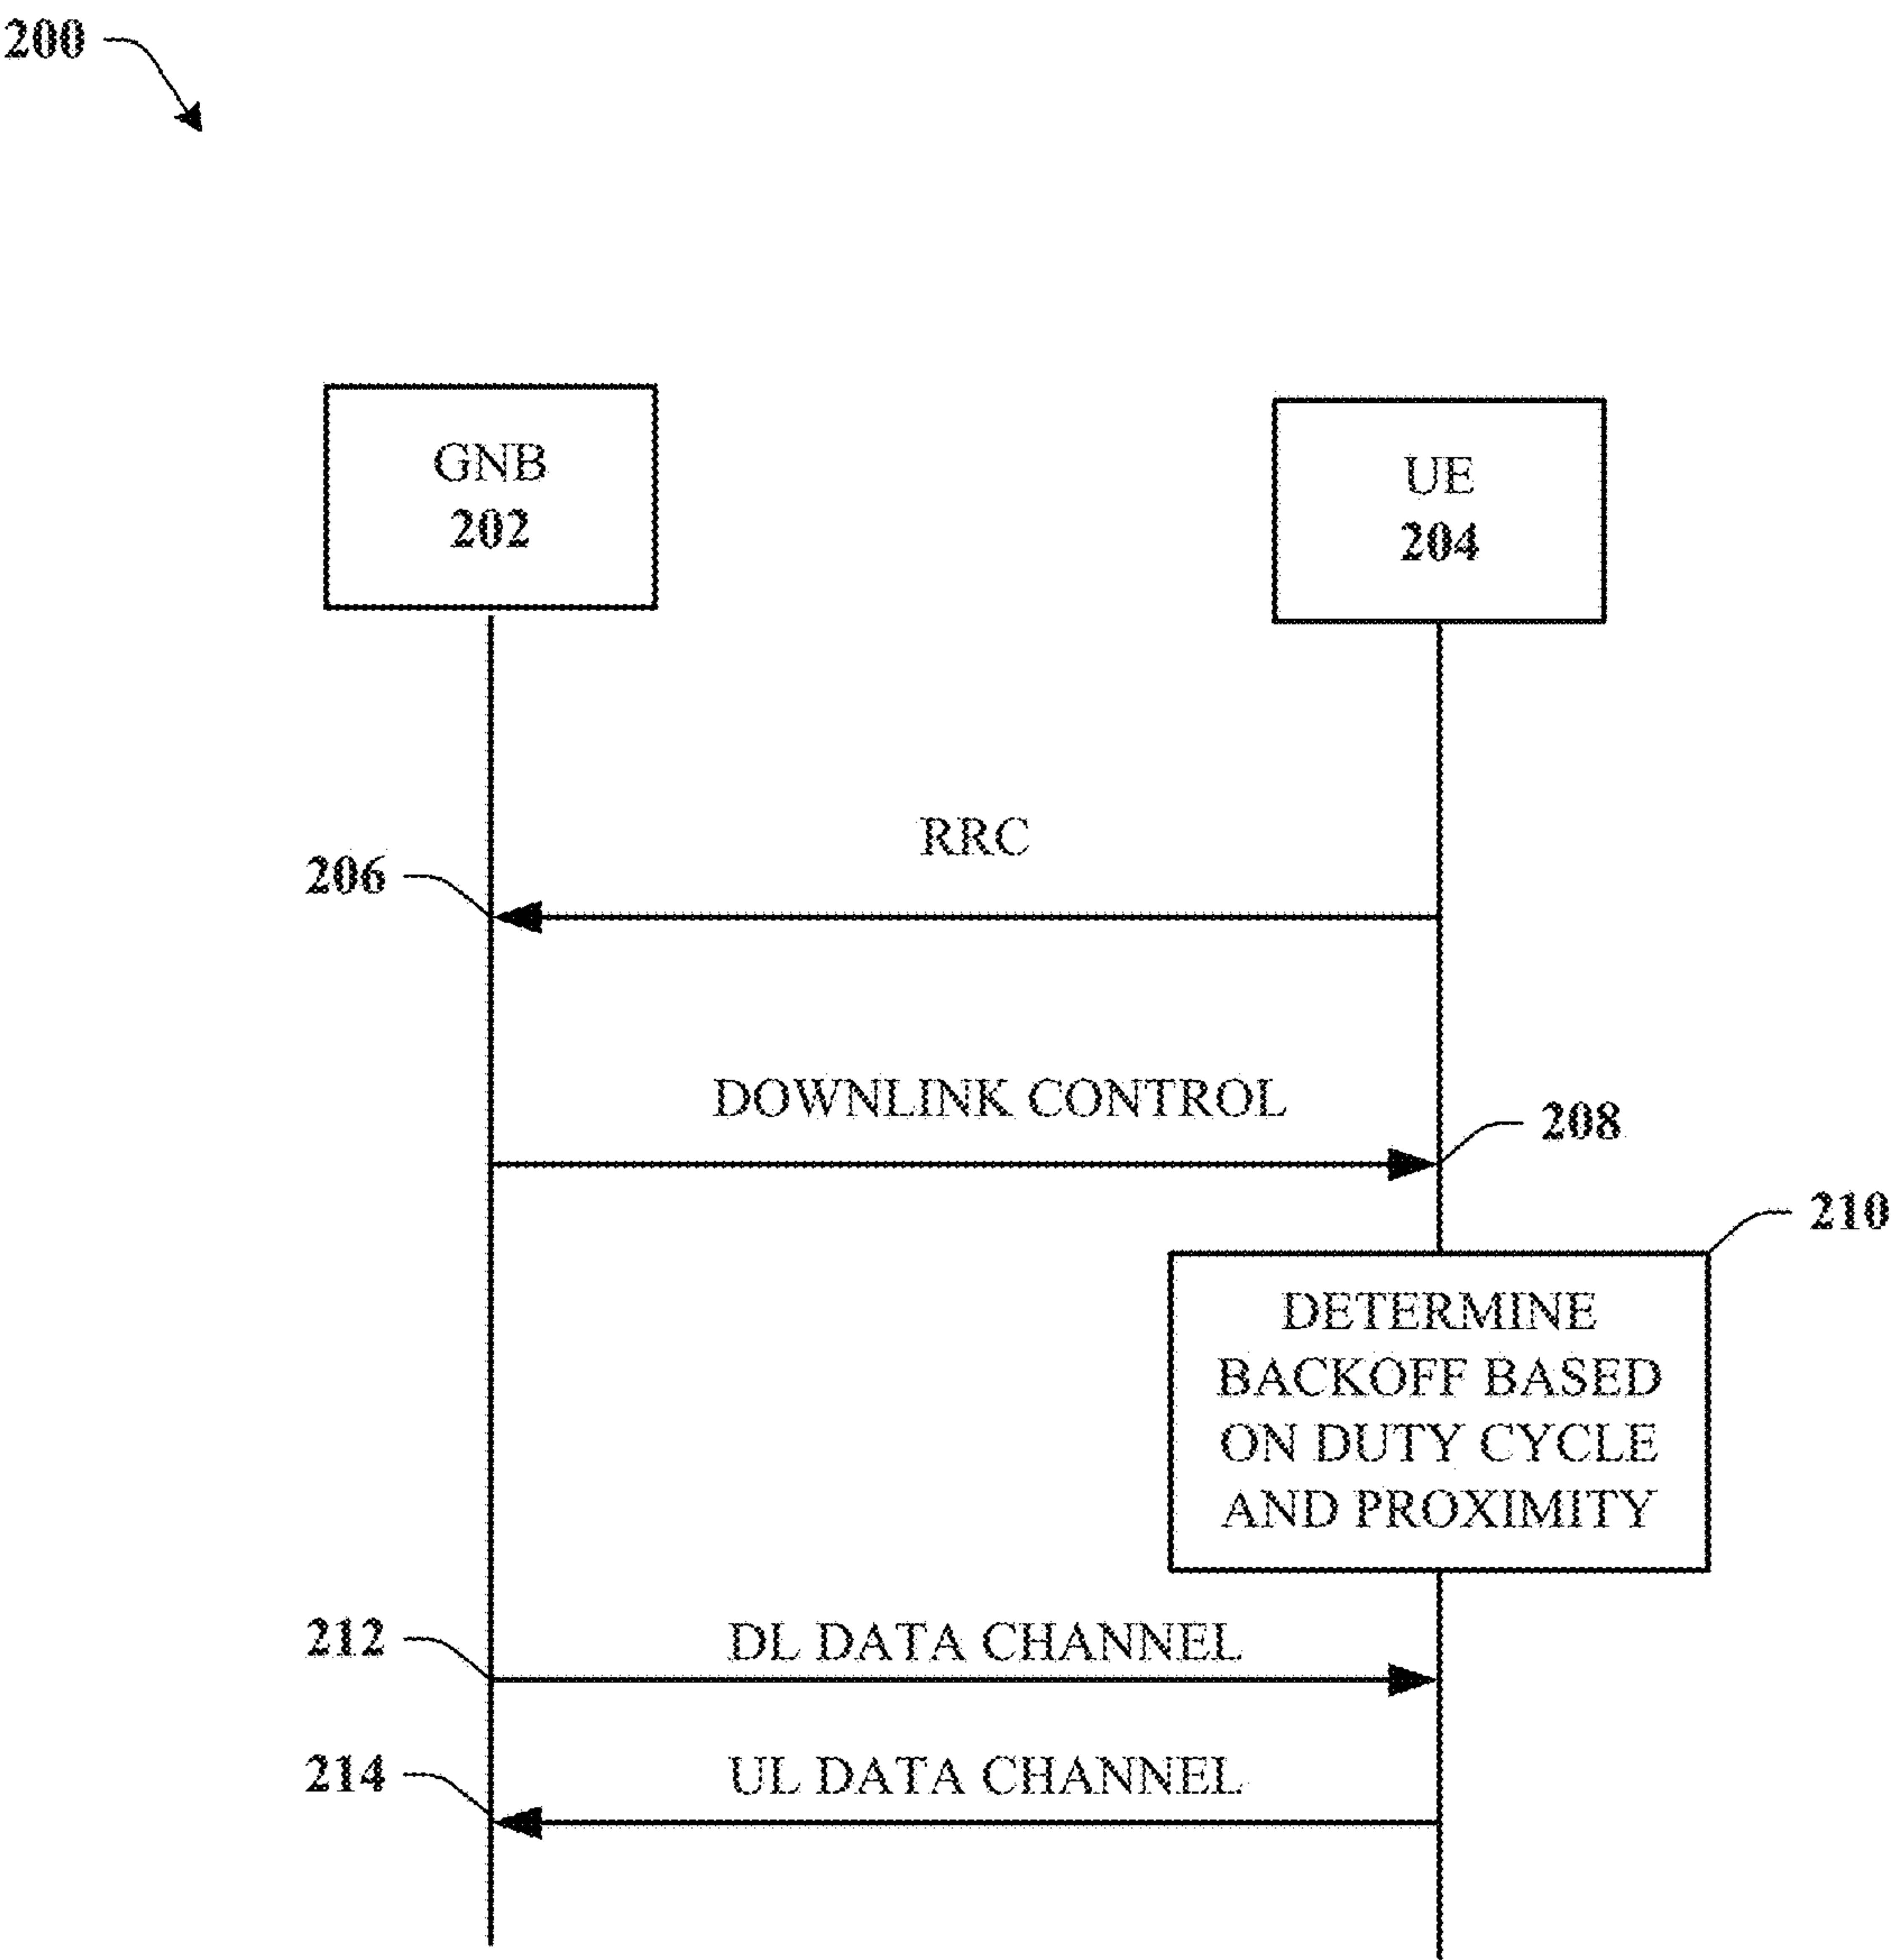 200
GNB
202
UE
204
RRC
206
DOWNLINK CONTROL
208
210
DETERMINE
BACKOFF BASED
ON DUTY CYCLE
AND PROXIMITY
212
DL DATA CHANNEL
214
UL DATA CHANNEL